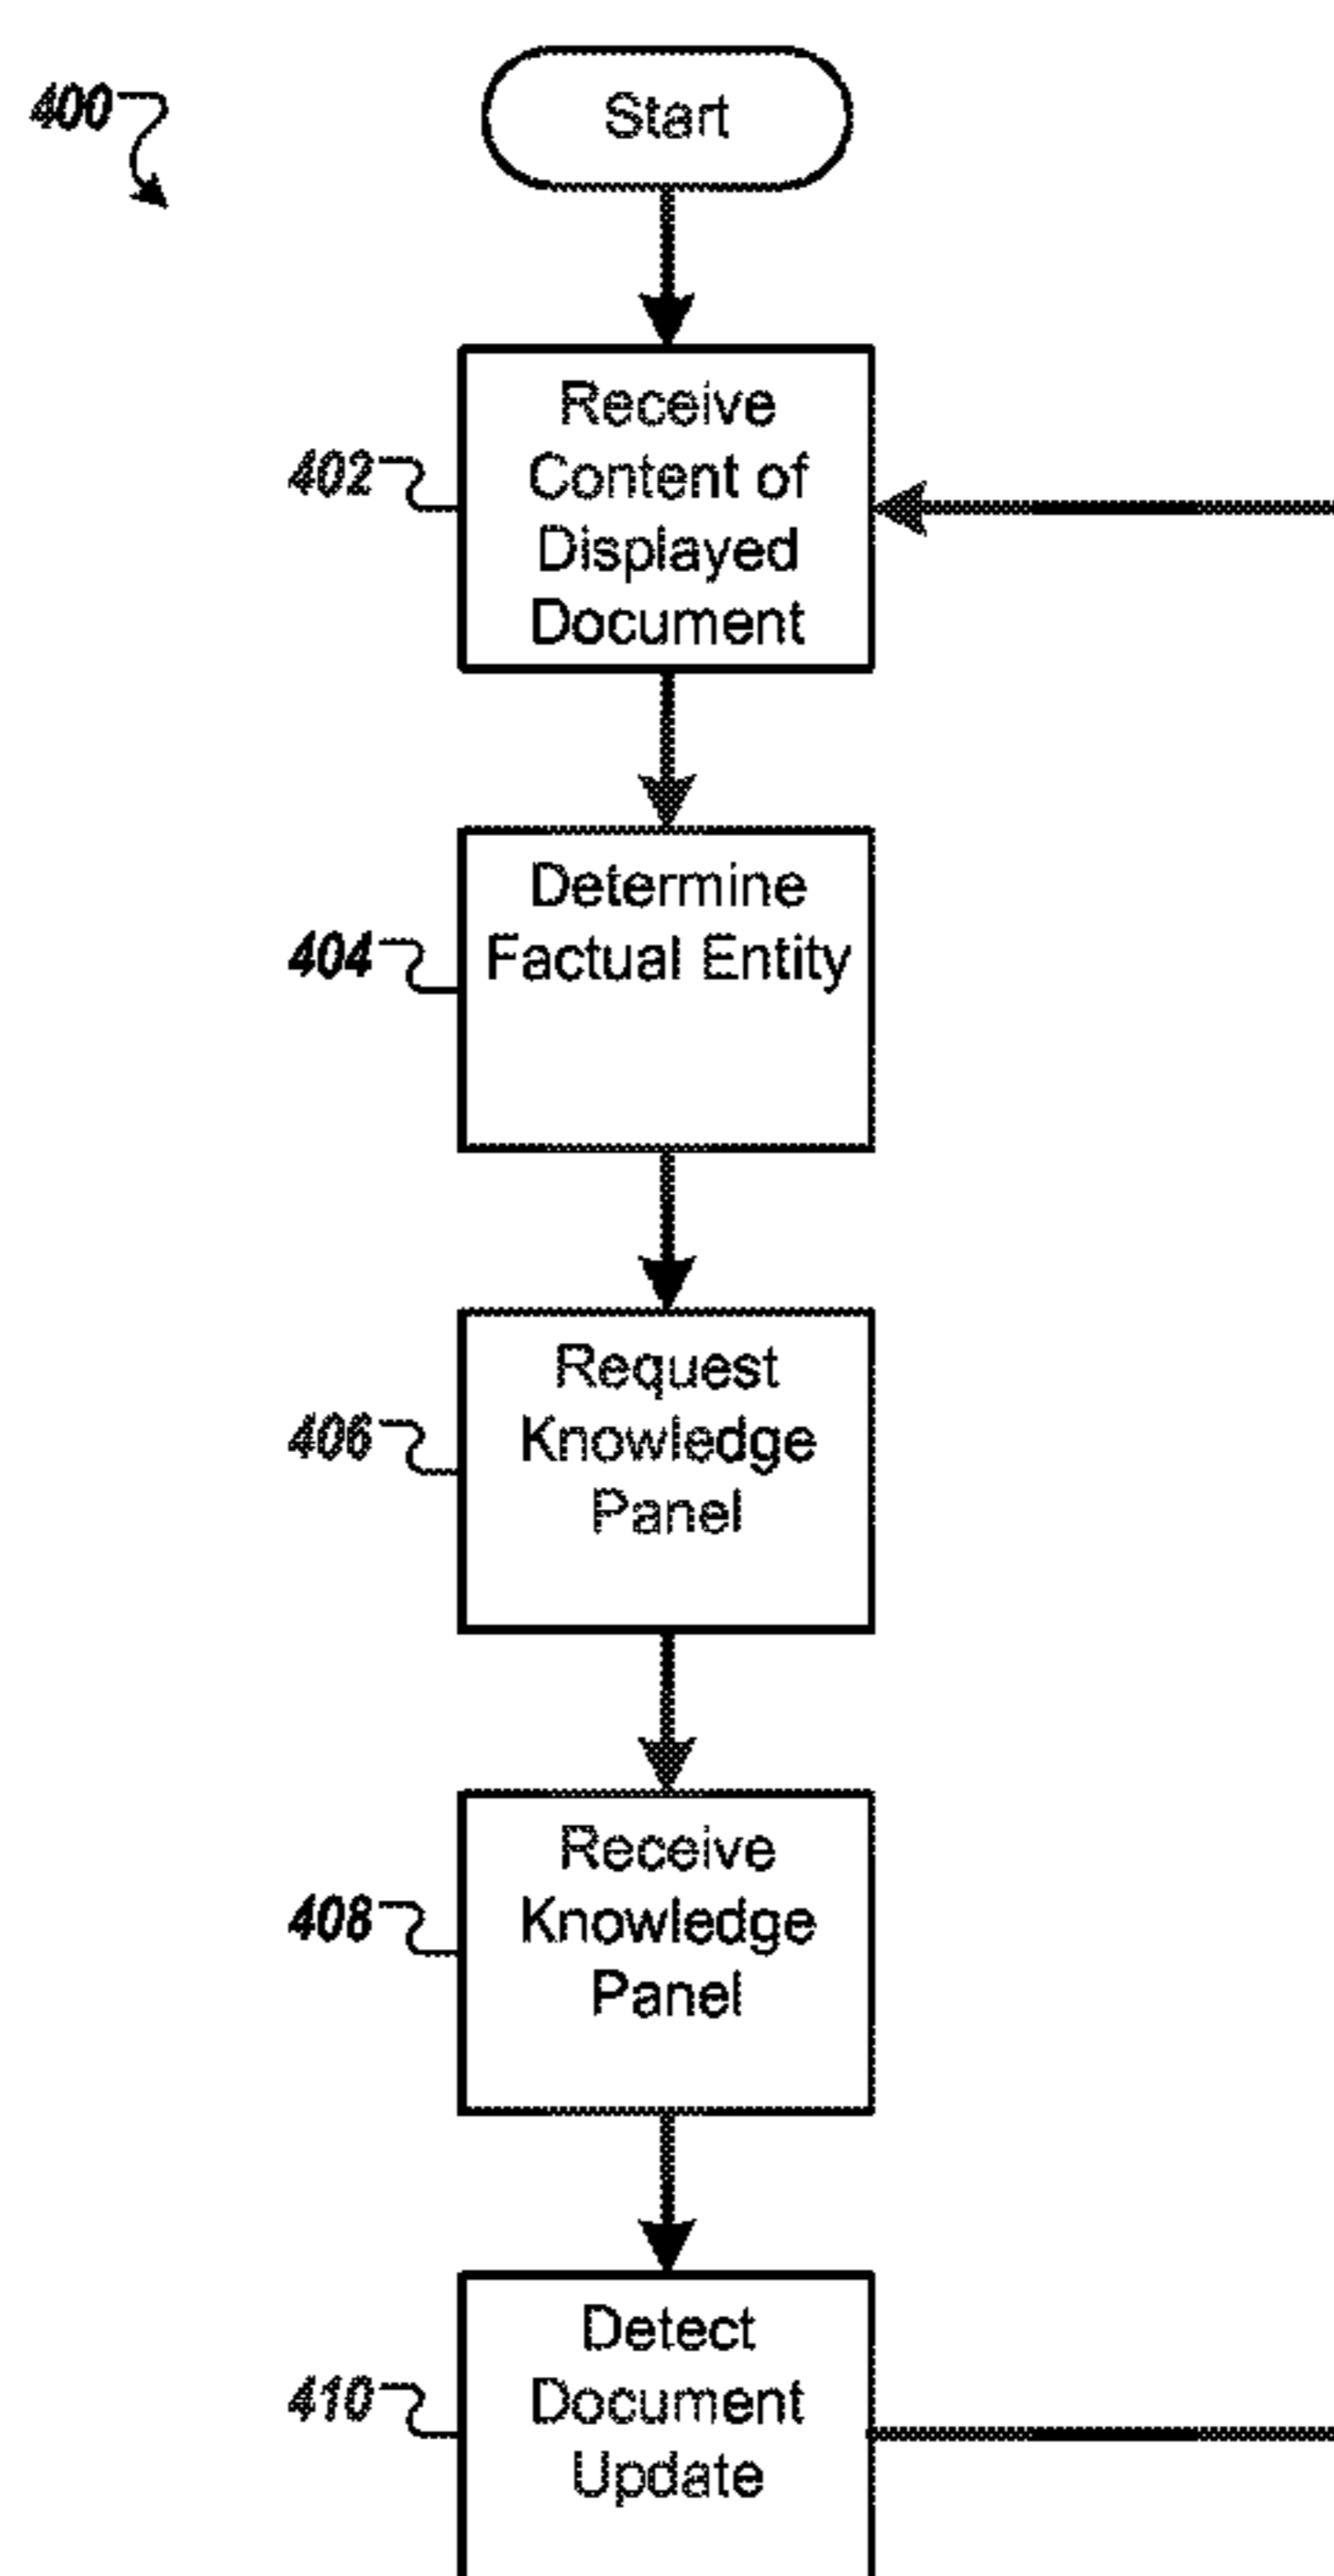 400
Start
402
Receive
Content of
Displayed
Document
404
Determine
Factual Entity
406
Request
Knowledge
Panel
408
Receive
Knowledge
Panel
410
Detect
Document
Update